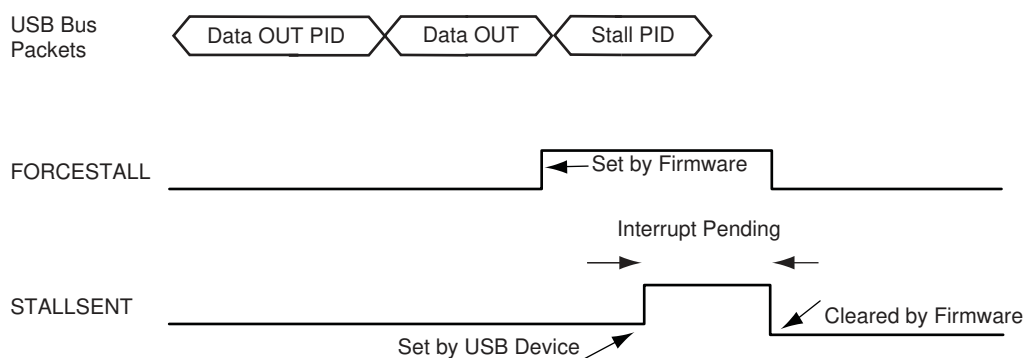 USB Bus
Packets
Data OUT PID
Data OUT
Stall PID
FORCESTALL
Set by Firmware
Interrupt Pending
STALLSENT
Cleared by Firmware
Set by USB Device